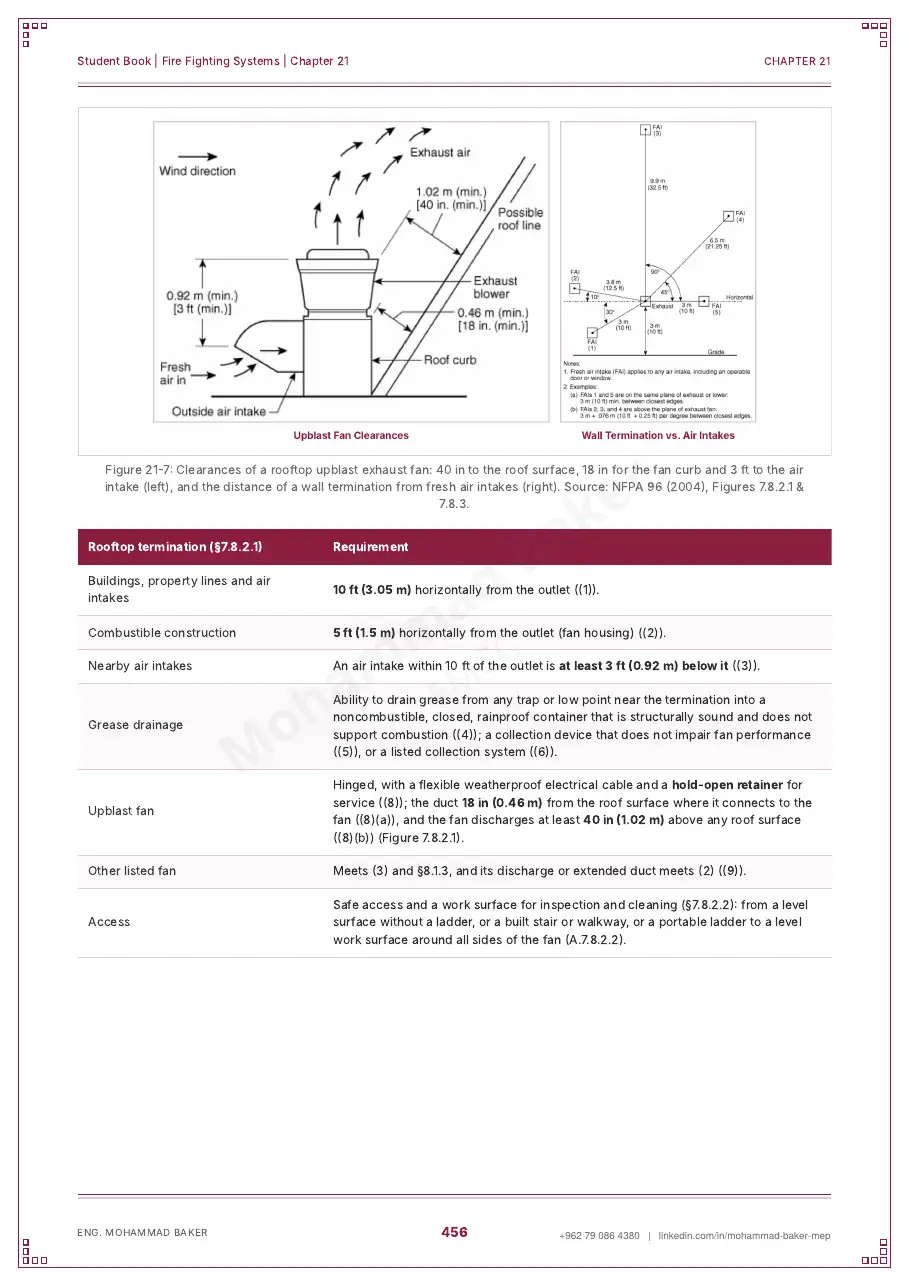 Student Book | Fire Fighting Systems | Chapter 21
CHAPTER 21
Wind direction
Exhaust air
1.02 m (min.)
[40 in. (min.)]
Possible
roof line
0.92 m (min.)
[3 ft (min.)]
Exhaust
blower
0.46 m (min.)
[18 in. (min.)]
Fresh
air in
Roof curb
Outside air intake
Upblast Fan Clearances
FAI
(3)
9.9 m
(32.5 ft)
FAI
(4)
6.5 m
(21.25 ft)
FAI
(2)
3.8 m
(12.5 ft)
90°
45°
10°
Horizontal
Exhaust
3 m
(10 ft)
FAI
(5)
30°
3 m
(10 ft)
3 m
(10 ft)
FAI
(1)
Grade
Notes:
1. Fresh air intake (FAI) applies to any air intake, including an operable
door or window.
2. Examples:
(a) FAIs 1 and 5 are on the same plane of exhaust or lower:
3 m (10 ft) min. between closest edges.
(b) FAIs 2, 3, and 4 are above the plane of exhaust fan:
3 m + .076 m (10 ft + 0.25 ft) per degree between closest edges.
Wall Termination vs. Air Intakes
Figure 21-7: Clearances of a rooftop upblast exhaust fan: 40 in to the roof surface, 18 in for the fan curb and 3 ft to the air
intake (left), and the distance of a wall termination from fresh air intakes (right). Source: NFPA 96 (2004), Figures 7.8.2.1 &
7.8.3.
Rooftop termination (§7.8.2.1) Requirement
Buildings, property lines and air
intakes
10 ft (3.05 m) horizontally from the outlet ((1)).
Combustible construction 5 ft (1.5 m) horizontally from the outlet (fan housing) ((2)).
Nearby air intakes An air intake within 10 ft of the outlet is at least 3 ft (0.92 m) below it ((3)).
Grease drainage
Ability to drain grease from any trap or low point near the termination into a
noncombustible, closed, rainproof container that is structurally sound and does not
support combustion ((4)); a collection device that does not impair fan performance
((5)), or a listed collection system ((6)).
Upblast fan
Hinged, with a flexible weatherproof electrical cable and a hold-open retainer for
service ((8)); the duct 18 in (0.46 m) from the roof surface where it connects to the
fan ((8)(a)), and the fan discharges at least 40 in (1.02 m) above any roof surface
((8)(b)) (Figure 7.8.2.1).
Other listed fan Meets (3) and §8.1.3, and its discharge or extended duct meets (2) ((9)).
Access
Safe access and a work surface for inspection and cleaning (§7.8.2.2): from a level
surface without a ladder, or a built stair or walkway, or a portable ladder to a level
work surface around all sides of the fan (A.7.8.2.2).
Mohammad Baker
ENG. MOHAMMAD BAKER
456
+962 79 086 4380 | linkedin.com/in/mohammad-baker-mep